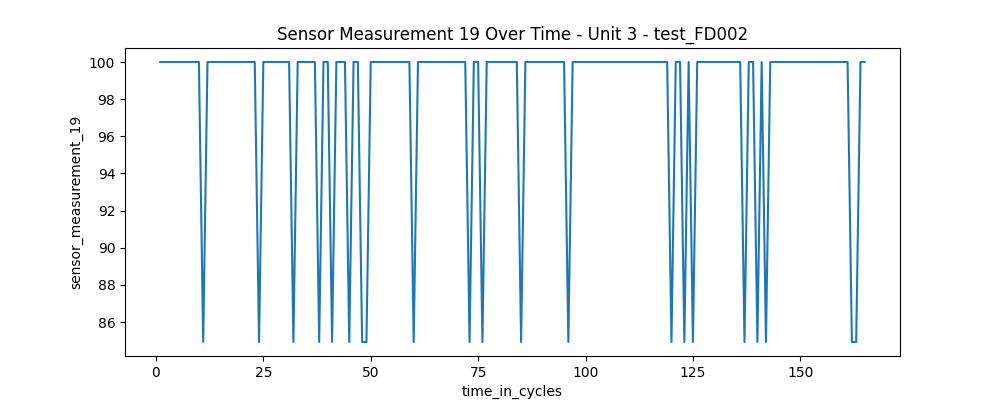 Sensor Measurement 19 Over Time - Unit 3 - test_FD002
sensor_measurement_19
100
98
96
94
92
90
88
86
0 25 50 75 100 125 150
time_in_cycles